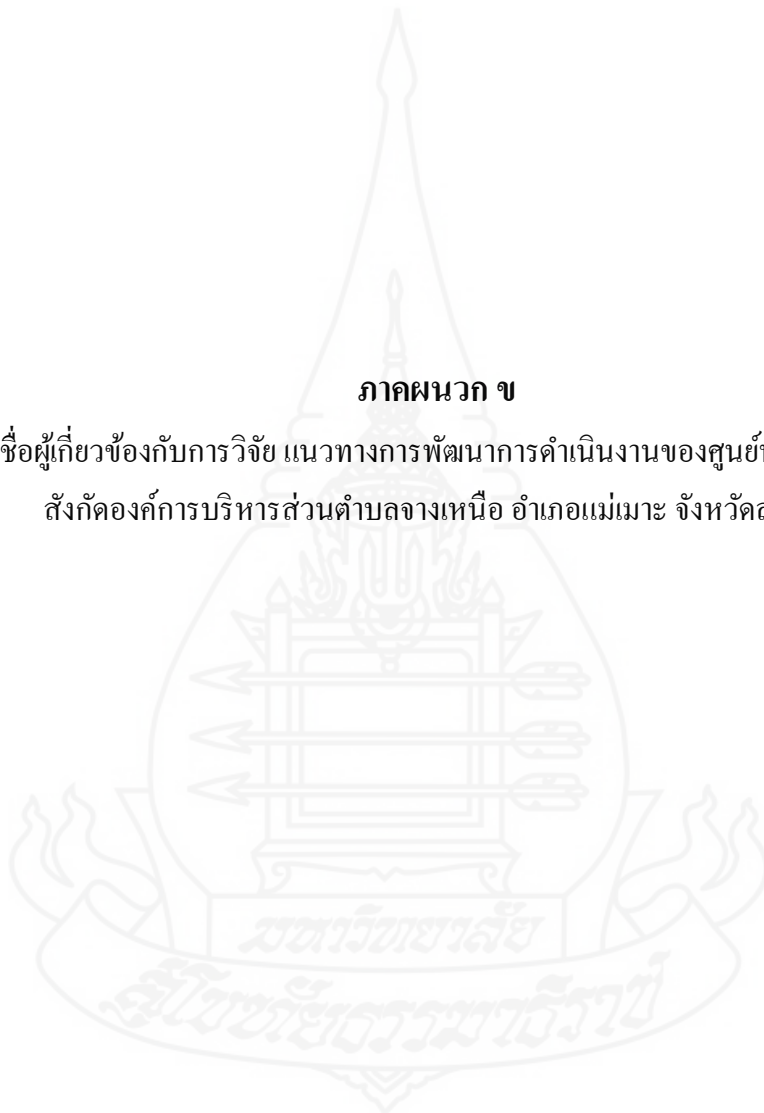 ภาคผนวก ข
ชื่อผู้เกี่ยวข้องกับการวิจัย แนวทางการพัฒนาการดำเนินงานของศูนย์
สังกัดองค์การบริหารส่วนตำบลจางเหนือ อำเภอแม่เมาะ จังหวัด
มหาวิทยาลัย
สุโขทัยธรรมาธิราช